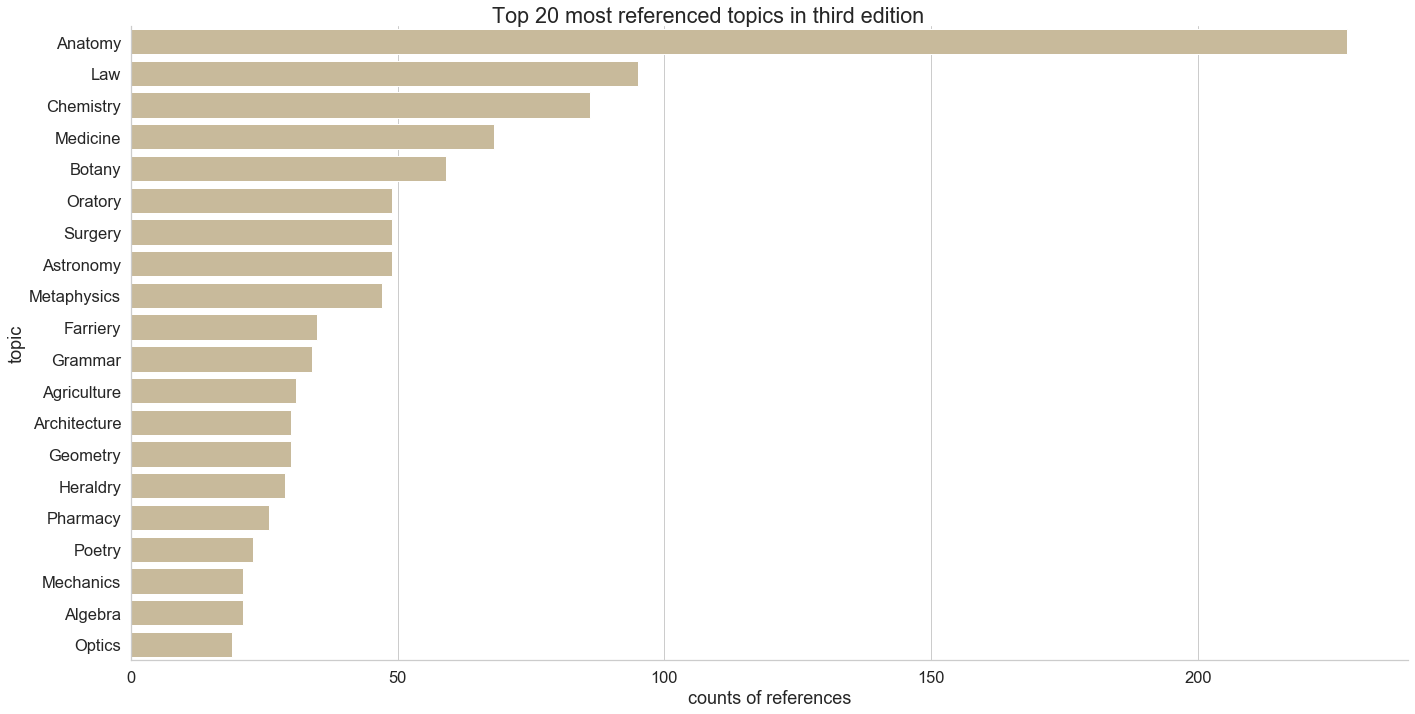 Top 20 most referenced topics in third edition
Anatomy
Law
Chemistry
Medicine
Botany
Oratory
Surgery
Astronomy
Metaphysics
Farriery
Grammar
Agriculture
Architecture
Geometry
Heraldry
Pharmacy
Poetry
Mechanics
Algebra
Optics
topic
0 50 100 150 200
counts of references